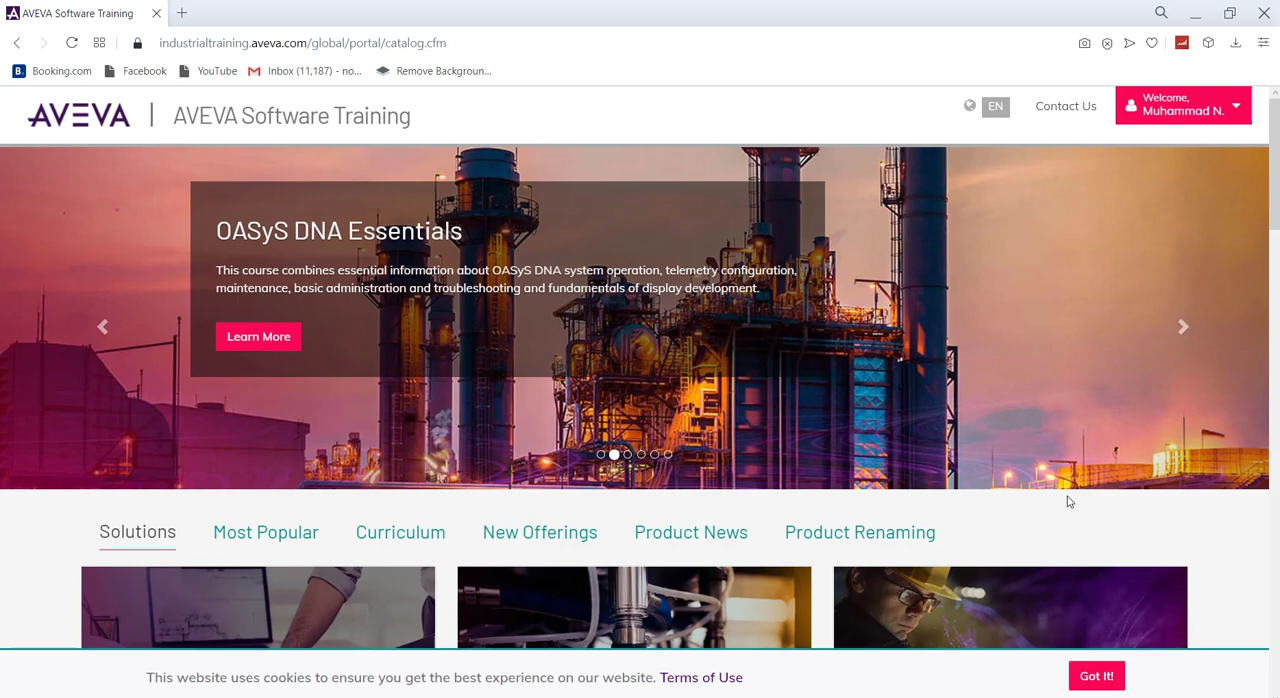 AVEVA Software Training
industrialtraining.aveva.com/global/portal/catalog.cfm
B. Booking.com Facebook YouTube Inbox (11,187) - no... Remove Backgroun...
AVEVA | AVEVA Software Training
EN Contact Us
Welcome,
Muhammad N.
OASyS DNA Essentials
This course combines essential information about OASyS DNA system operation, telemetry configuration,
maintenance, basic administration and troubleshooting and fundamentals of display development.
Learn More
Solutions Most Popular Curriculum New Offerings Product News Product Renaming
This website uses cookies to ensure you get the best experience on our website. Terms of Use
Got It!